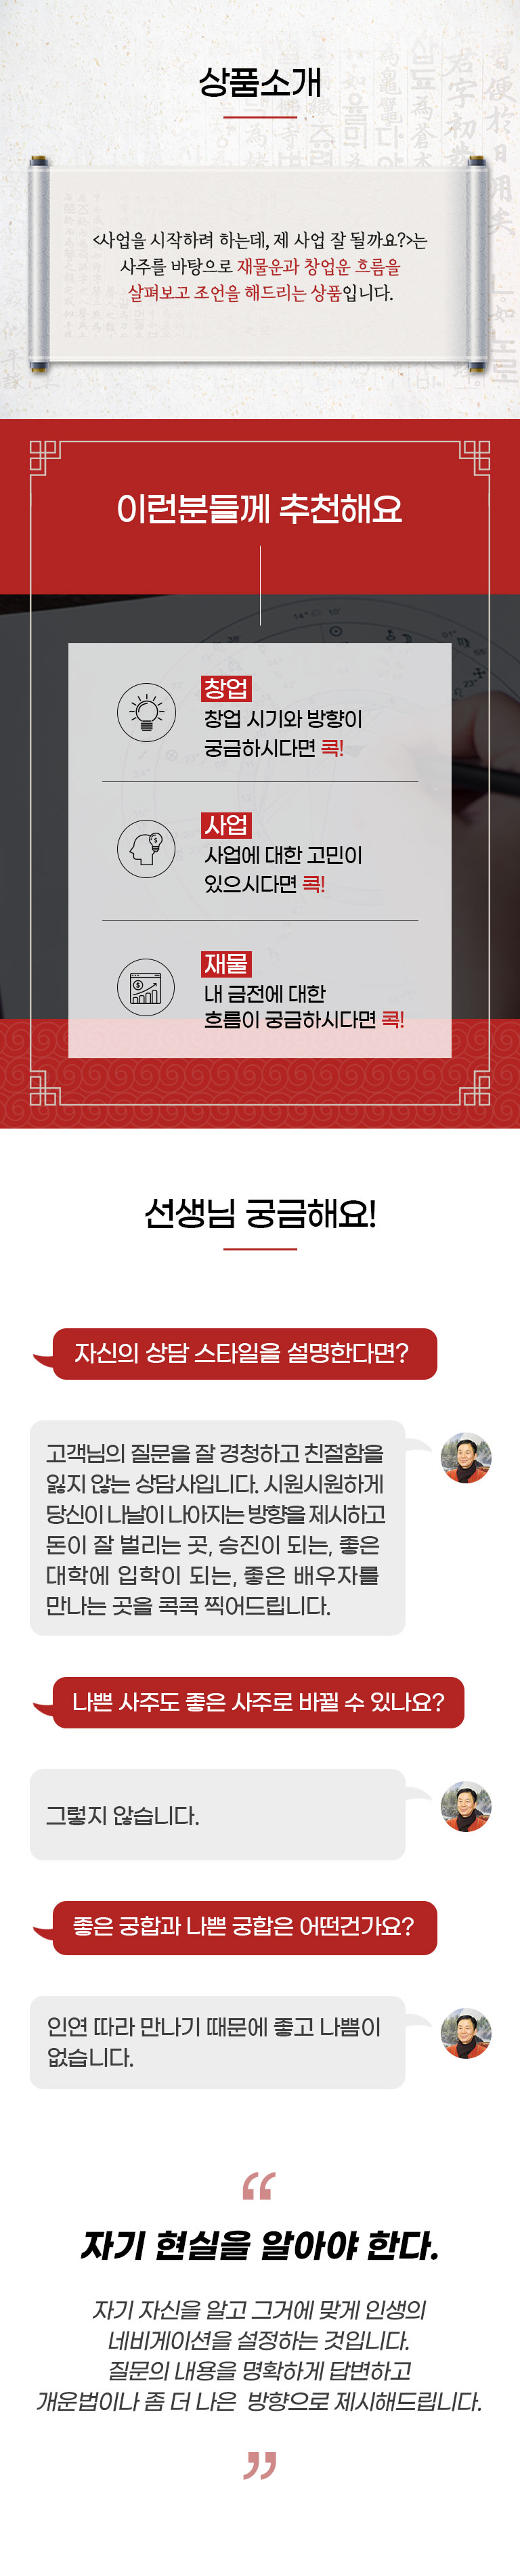 상품소개
<사업을 시작하려 하는데, 제 사업 잘 될까요?>는
사주를 바탕으로 재물운과 창업운 흐름을
살펴보고 조언을 해드리는 상품입니다.
이런분들께 추천해요
창업
창업 시기와 방향이
궁금하시다면 콕!
사업
사업에 대한 고민이
있으시다면 콕!
재물
내 금전에 대한
흐름이 궁금하시다면 콕!
선생님 궁금해요!
자신의 상담 스타일을 설명한다면?
고객님의 질문을 잘 경청하고 친절함을
잃지 않는 상담사입니다. 시원시원하게
당신이 나날이 나아지는 방향을 제시하고
돈이 잘 벌리는 곳, 승진이 되는, 좋은
대학에 입학이 되는, 좋은 배우자를
만나는 곳을 콕콕 찍어드립니다.
나쁜 사주도 좋은 사주로 바뀔 수 있나요?
그렇지 않습니다.
좋은 궁합과 나쁜 궁합은 어떤건가요?
인연 따라 만나기 때문에 좋고 나쁨이
없습니다.
“
자기 현실을 알아야 한다.
자기 자신을 알고 그거에 맞게 인생의
네비게이션을 설정하는 것입니다.
질문의 내용을 명확하게 답변하고
개운법이나 좀 더 나은 방향으로 제시해드립니다.
”